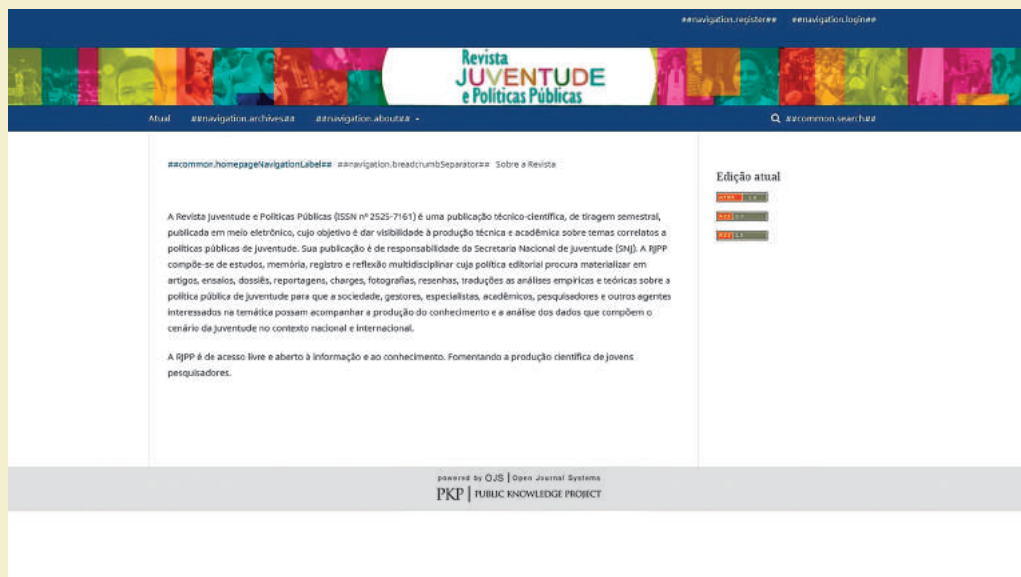 ##navigation.register## ##navigation.login##
Revista
JUVENTUDE
e Políticas Públicas
Atual ##navigation.archives## ##navigation.about##
##common.search##
##common.homepageNavigationLabel## ##navigation.breadcrumbSeparator## Sobre a Revista
Edição atual
A Revista Juventude e Políticas Públicas (ISSN nº 2525-7161) é uma publicação técnico-científica, de tiragem semestral,
publicada em meio eletrônico, cujo objetivo é dar visibilidade à produção técnica e acadêmica sobre temas correlatos a
políticas públicas de juventude. Sua publicação é de responsabilidade da Secretaria Nacional de Juventude (SNJ). A RJPP
compõe-se de estudos, memória, registro e reflexão multidisciplinar cuja política editorial procura materializar em
artigos, ensaios, dossiês, reportagens, charges, fotografias, resenhas, traduções as análises empíricas e teóricas sobre a
política pública de juventude para que a sociedade, gestores, especialistas, acadêmicos, pesquisadores e outros agentes
interessados na temática possam acompanhar a produção do conhecimento e a análise dos dados que compõem o
cenário da Juventude no contexto nacional e internacional.
A RJPP é de acesso livre e aberto à informação e ao conhecimento. Fomentando a produção científica de jovens
pesquisadores.
powered by OJS | Open Journal Systems
PKP | PUBLIC KNOWLEDGE PROJECT